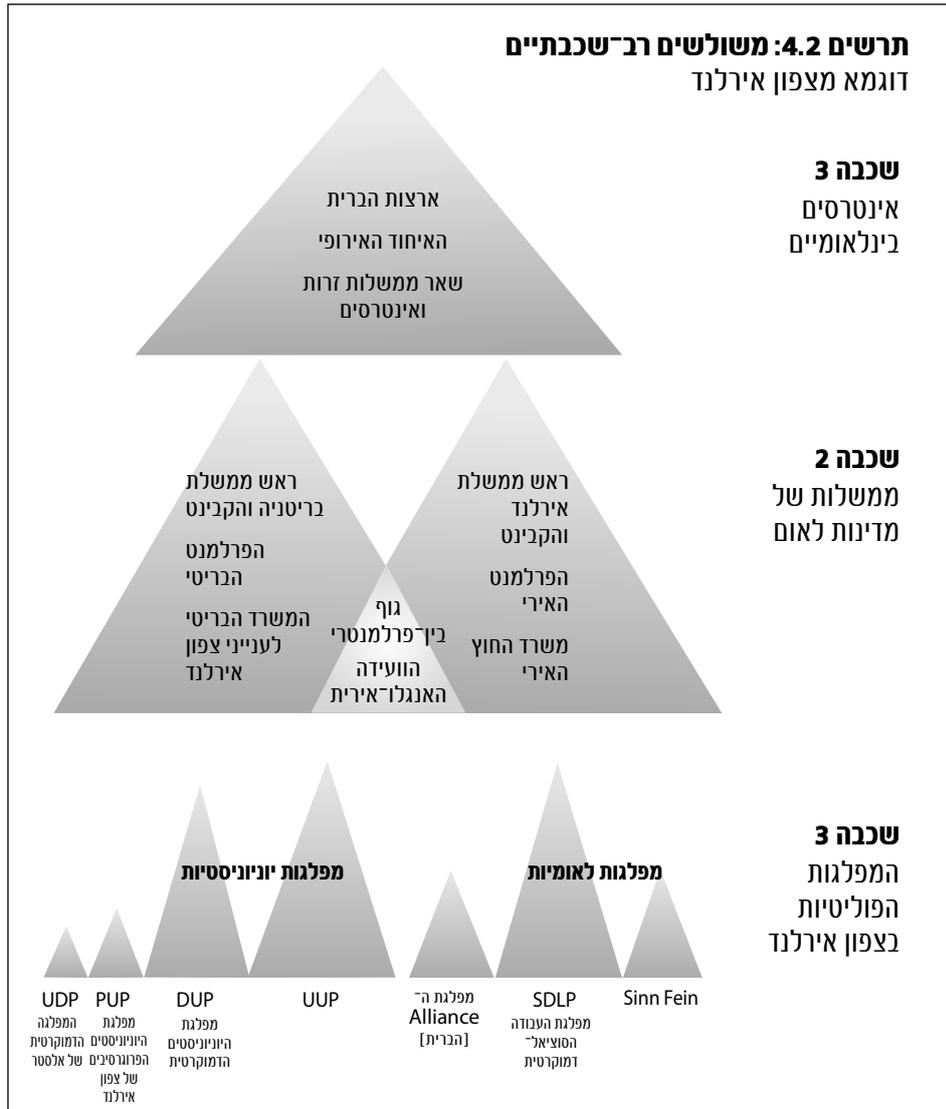 תרשים 4.2: משולשים רב־שכבתיים
דוגמא מצפון אירלנד
שכבה 3
אינטרסים
בינלאומיים
ארצות הברית
האיחוד האירופי
שאר ממשלות זרות
ואינטרסים
שכבה 2
ממשלות של
מדינות לאום
ראש ממשלת
אירלנד
והקבינט
הפרלמנט
האירי
משרד החוץ
האירי
גוף
בין־פרלמנטרי
הוועידה
האנגלו־אירית
ראש ממשלת
בריטניה והקבינט
הפרלמנט
הבריטי
המשרד הבריטי
לענייני צפון
אירלנד
שכבה 3
המפלגות
הפוליטיות
בצפון אירלנד
מפלגות לאומיות
מפלגות יוניוניסטיות
Sinn Fein
SDLP
מפלגת העבודה
הסוציאל־
דמוקרטית
מפלגת ה־
Alliance
[הברית]
UUP
DUP
מפלגת
היוניוניסטים
הדמוקרטית
PUP
מפלגת
היוניוניסטים
הפרוגרסיבים
של צפון
אירלנד
UDP
המפלגה
הדמוקרטית
של אלסטר